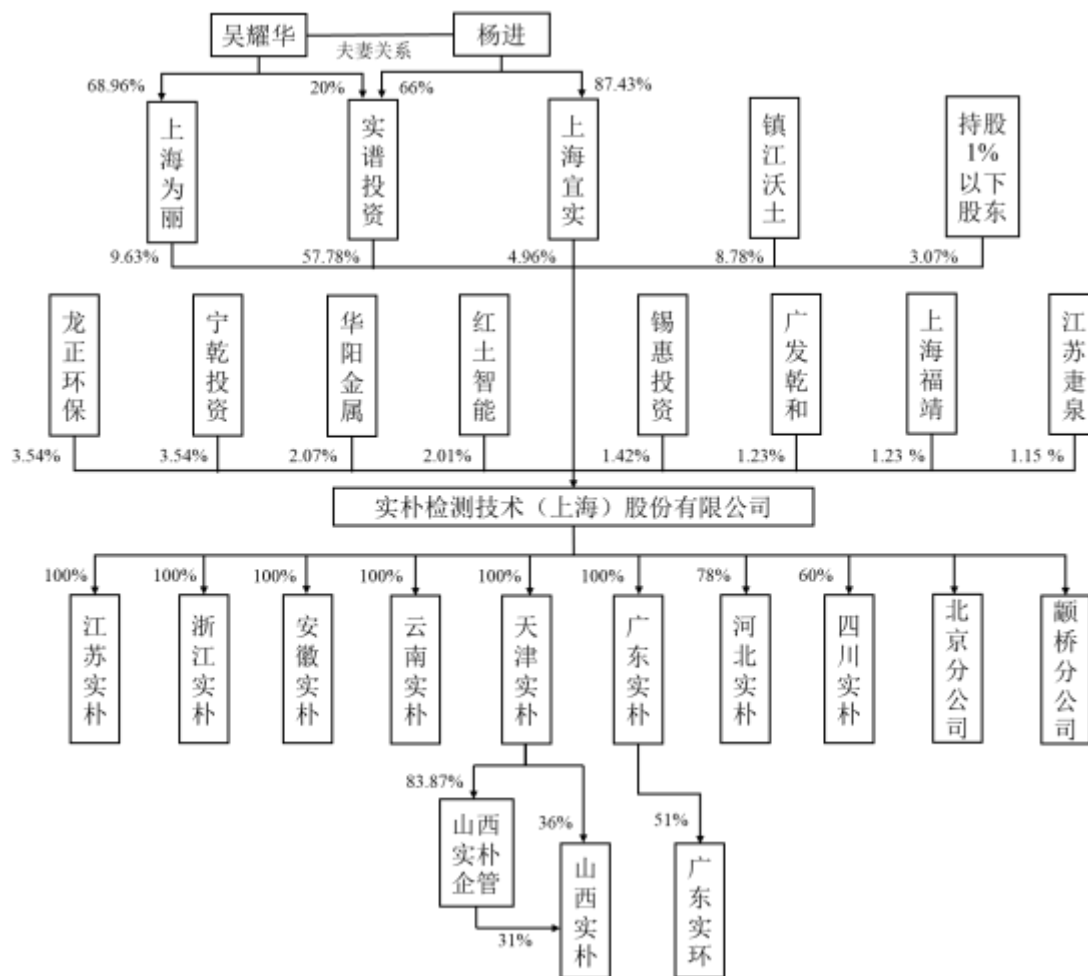 吴耀华
夫妻关系
杨进
68.96%
20%
66%
87.43%
上海为丽
实谱投资
上海宜实
镇江沃土
持股
1%
以下
股东
9.63%
57.78%
4.96%
8.78%
3.07%
龙正环保
宁乾投资
华阳金属
红土智能
锡惠投资
广发乾和
上海福靖
江苏疌泉
3.54%
3.54%
2.07%
2.01%
1.42%
1.23%
1.23 %
1.15 %
实朴检测技术（上海）股份有限公司
100%
100%
100%
100%
100%
100%
78%
60%
江苏实朴
浙江实朴
安徽实朴
云南实朴
天津实朴
广东实朴
河北实朴
四川实朴
北京分公司
颛桥分公司
83.87%
36%
51%
山西
实朴
企管
山西实朴
广东实环
31%